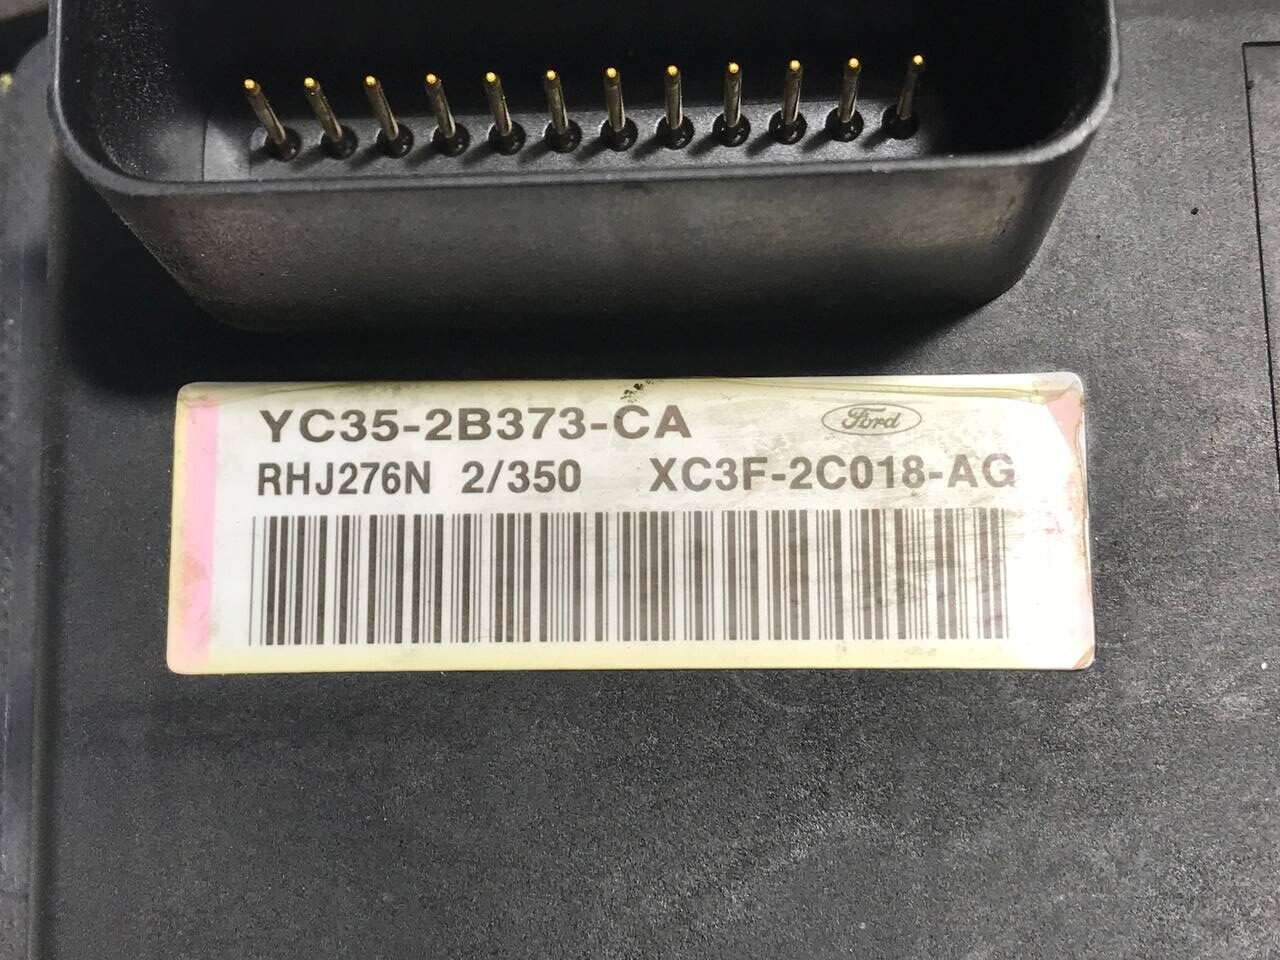 YC35-2B373-CA Ford
RHJ276N 2/350 XC3F-2C018-AG